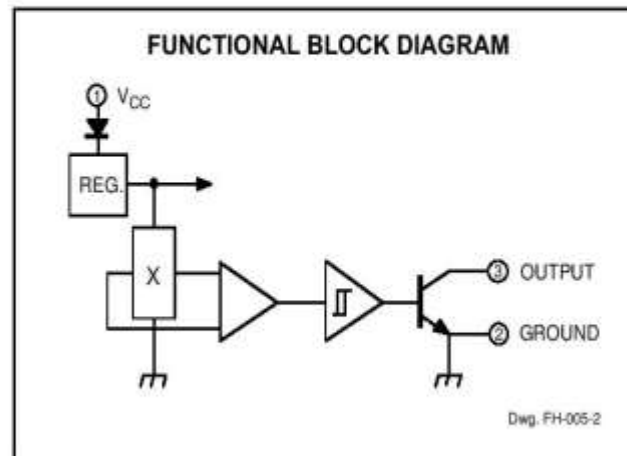 FUNCTIONAL BLOCK DIAGRAM
1 VCC
REG.
X
3 OUTPUT
2 GROUND
Dwg. FH-005-2